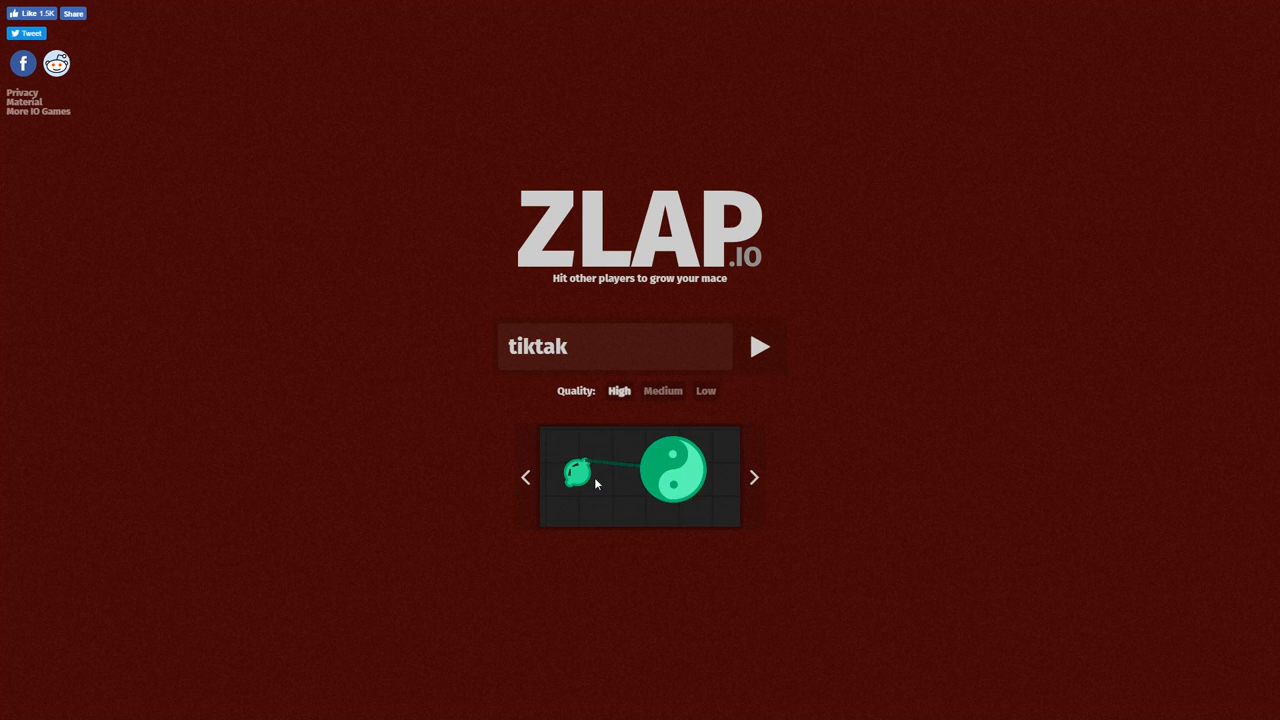 Like 1.5K Share
Tweet
Privacy
Material
More IO Games
ZLAP.IO
Hit other players to grow your mace
tiktak
Quality: High Medium Low